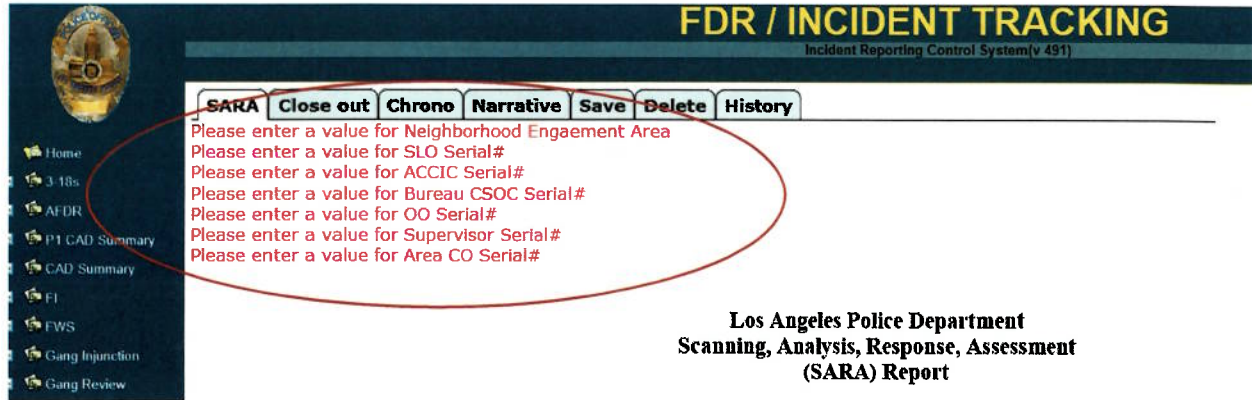 FDR / INCIDENT TRACKING
Incident Reporting Control System(v 491)
SARA Close out Chrono Narrative Save Delete History
Please enter a value for Neighborhood Engaement Area
Please enter a value for SLO Serial#
Please enter a value for ACCIC Serial#
Please enter a value for Bureau CSOC Serial#
Please enter a value for OO Serial#
Please enter a value for Supervisor Serial#
Please enter a value for Area CO Serial#
Home
3-18s
AFDR
P1 CAD Summary
CAD Summary
FI
FWS
Gang Injunction
Gang Review
Los Angeles Police Department
Scanning, Analysis, Response, Assessment
(SARA) Report